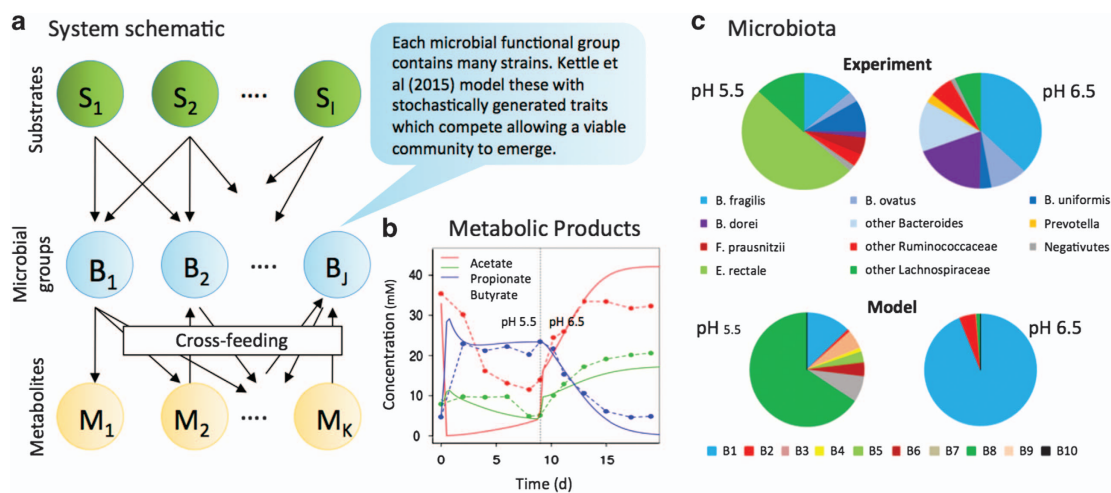 a
System schematic
Each microbial functional group
contains many strains. Kettle
et al (2015) model these with
stochastically generated traits
which compete allowing a viable
community to emerge.
Substrates
S1
S2
....
SI
Microbial
groups
B1
B2
....
BJ
Cross-feeding
Metabolites
M1
M2
....
MK
b
Metabolic Products
Acetate
Propionate
Butyrate
pH 5.5
pH 6.5
Concentration (mM)
40
30
20
10
0
0
5
10
15
Time (d)
c
Microbiota
Experiment
pH 5.5
pH 6.5
B. fragilis
B. ovatus
B. uniformis
B. dorei
other Bacteroides
Prevotella
F. prausnitzii
other Ruminococcaceae
Negativutes
E. rectale
other Lachnospiraceae
Model
pH 5.5
pH 6.5
B1 B2 B3 B4 B5 B6 B7 B8 B9 B10